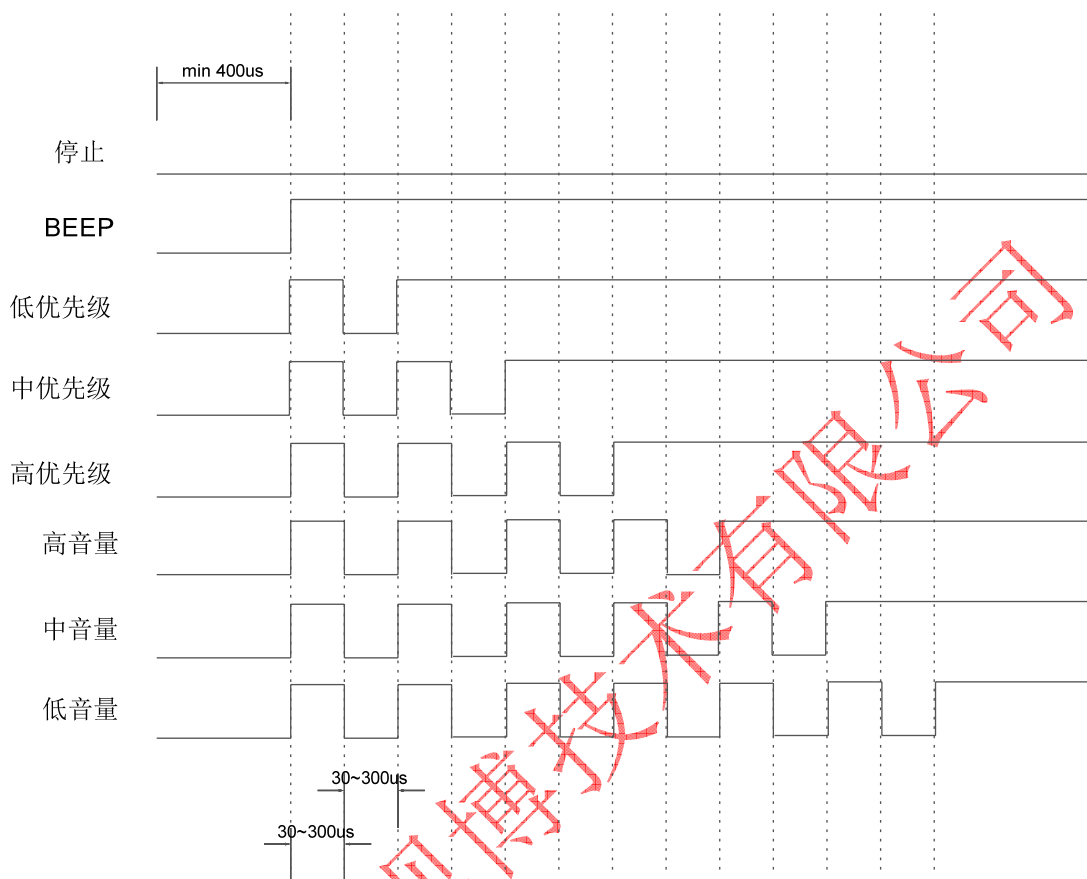 min 400us
停止
BEEP
低优先级
中优先级
高优先级
高音量
中音量
低音量
30~300us
30~300us
博技术有限公司